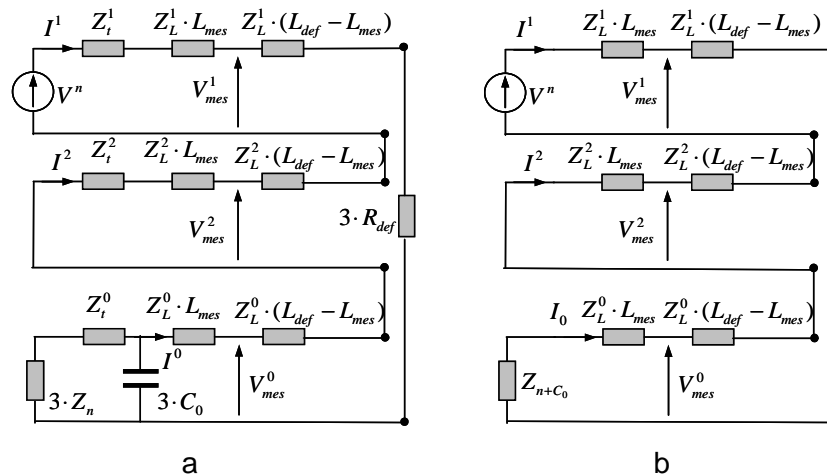 I^1 Z_t^1 Z_L^1 · L_mes Z_L^1 · (L_def − L_mes)
V^n V_mes^1
I^2 Z_t^2 Z_L^2 · L_mes Z_L^2 · (L_def − L_mes)
V_mes^2 3 · R_def
Z_t^0 Z_L^0 · L_mes Z_L^0 · (L_def − L_mes)
I^0
3 · Z_n 3 · C_0 V_mes^0
a
I^1 Z_L^1 · L_mes Z_L^1 · (L_def − L_mes)
V^n V_mes^1
I^2 Z_L^2 · L_mes Z_L^2 · (L_def − L_mes)
V_mes^2
I_0 Z_L^0 · L_mes Z_L^0 · (L_def − L_mes)
Z_{n+C_0} V_mes^0
b